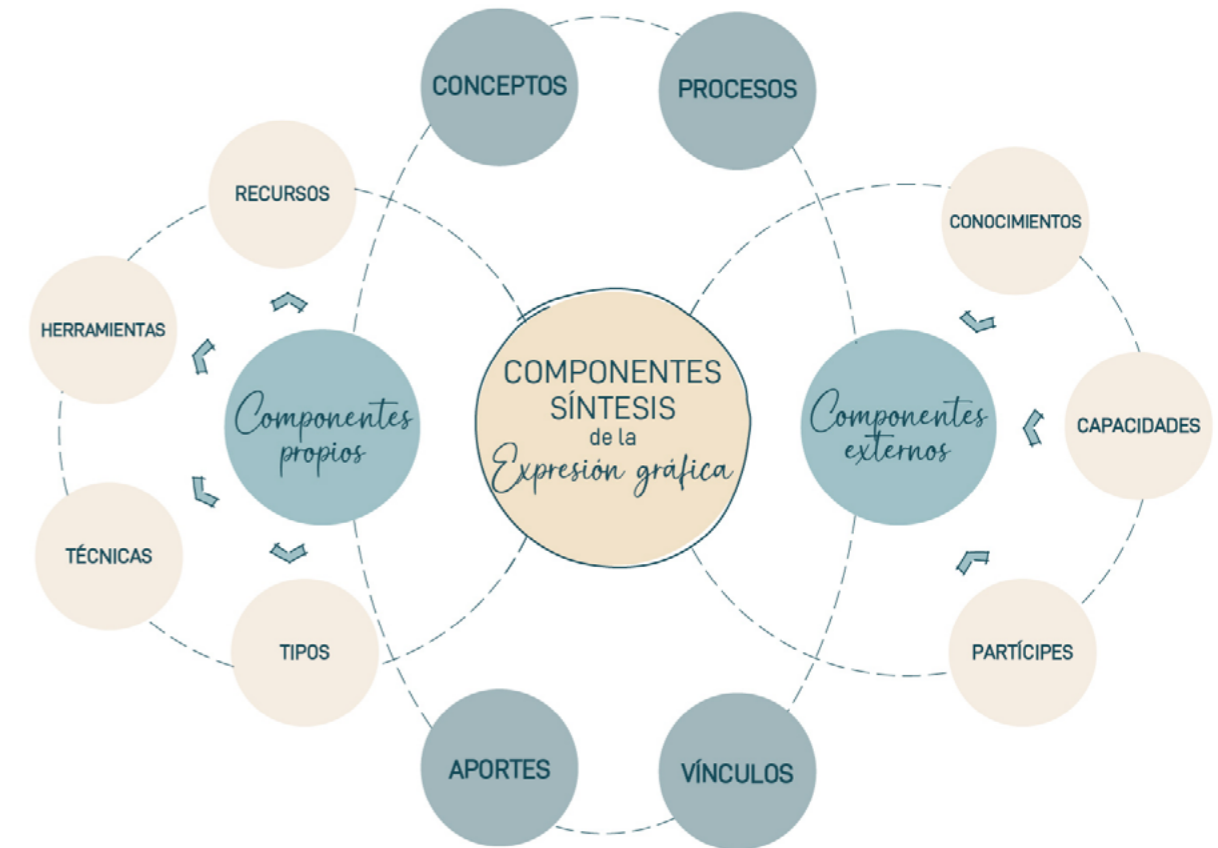 CONCEPTOS
PROCESOS
RECURSOS
CONOCIMIENTOS
HERRAMIENTAS
COMPONENTES
SÍNTESIS
de la
Expresión gráfica
Componentes
propios
Componentes
externos
CAPACIDADES
TÉCNICAS
TIPOS
PARTÍCIPES
APORTES
VÍNCULOS